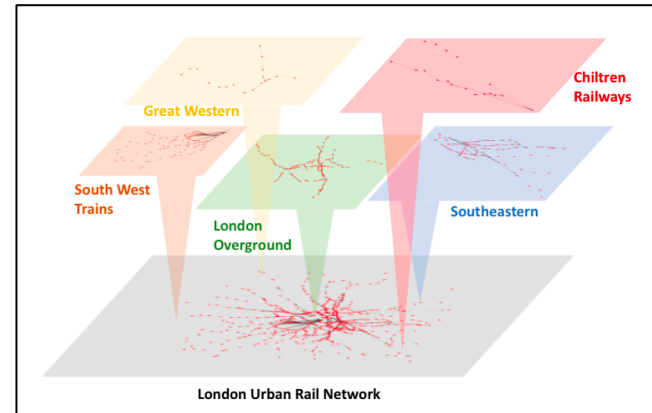 Great Western
Chiltren
Railways
South West
Trains
London
Overground
Southeastern
London Urban Rail Network